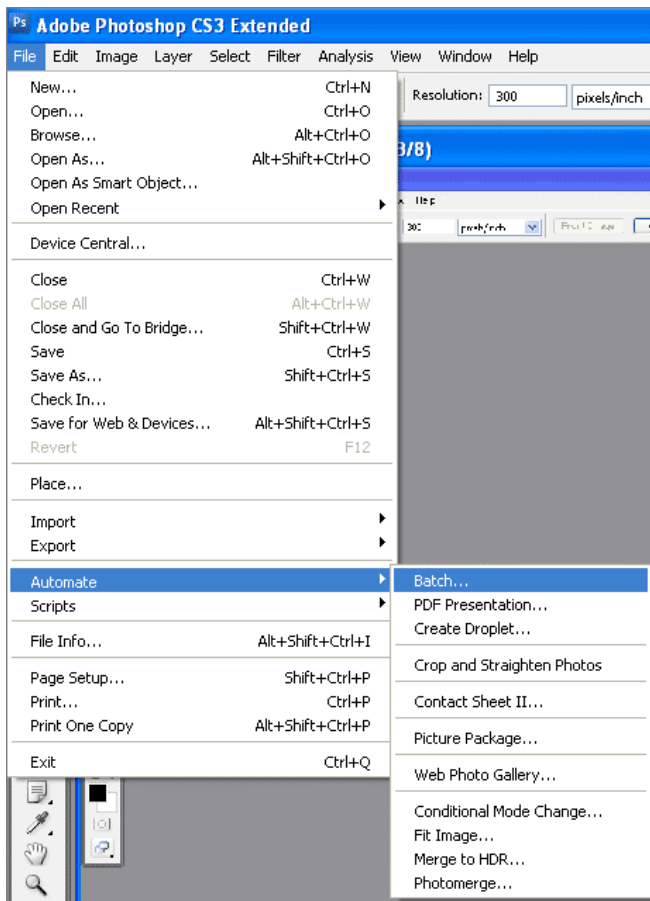 Ps Adobe Photoshop CS3 Extended
File Edit Image Layer Select Filter Analysis View Window Help
New... Ctrl+N
Resolution: 300 pixels/inch
Open... Ctrl+O
Browse... Alt+Ctrl+O
3/8)
Open As... Alt+Shift+Ctrl+O
Open As Smart Object...
Open Recent
300
Device Central...
Close Ctrl+W
Close All Alt+Ctrl+W
Close and Go To Bridge... Shift+Ctrl+W
Save Ctrl+S
Save As... Shift+Ctrl+S
Check In...
Save for Web & Devices... Alt+Shift+Ctrl+S
Revert F12
Place...
Import
Export
Automate
Scripts
File Info... Alt+Shift+Ctrl+I
Page Setup... Shift+Ctrl+P
Print... Ctrl+P
Print One Copy Alt+Shift+Ctrl+P
Exit Ctrl+Q
Batch...
PDF Presentation...
Create Droplet...
Crop and Straighten Photos
Contact Sheet II...
Picture Package...
Web Photo Gallery...
Conditional Mode Change...
Fit Image...
Merge to HDR...
Photomerge...